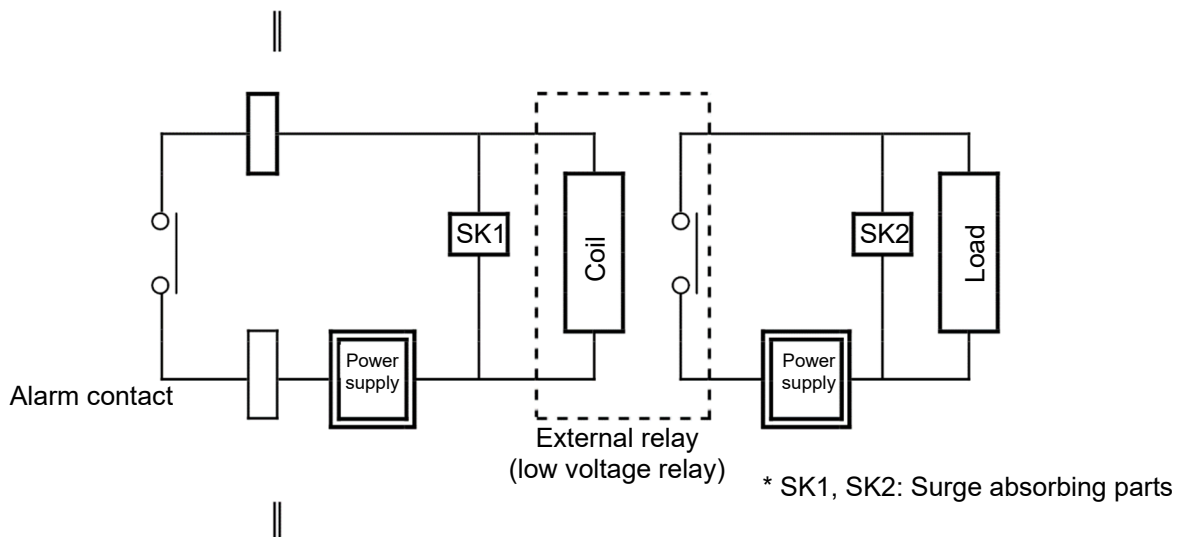 SK1
Coil
SK2
Load
Power
supply
Power
supply
Alarm contact
External relay
(low voltage relay)
* SK1, SK2: Surge absorbing parts